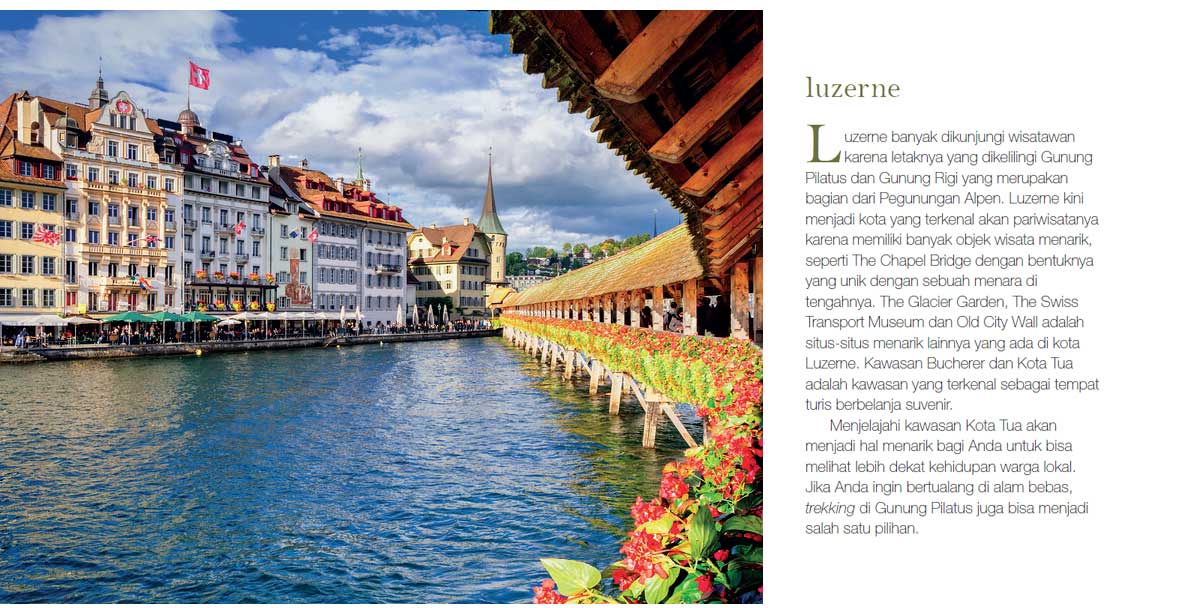 luzerne
Luzerne banyak dikunjungi wisatawan
karena letaknya yang dikelilingi Gunung
Pilatus dan Gunung Rigi yang merupakan
bagian dari Pegunungan Alpen. Luzerne kini
menjadi kota yang terkenal akan pariwisatanya
karena memiliki banyak objek wisata menarik,
seperti The Chapel Bridge dengan bentuknya
yang unik dengan sebuah menara di
tengahnya. The Glacier Garden, The Swiss
Transport Museum dan Old City Wall adalah
situs-situs menarik lainnya yang ada di kota
Luzerne. Kawasan Bucherer dan Kota Tua
adalah kawasan yang terkenal sebagai tempat
turis berbelanja suvenir.
Menjelajahi kawasan Kota Tua akan
menjadi hal menarik bagi Anda untuk bisa
melihat lebih dekat kehidupan warga lokal.
Jika Anda ingin bertualang di alam bebas,
trekking di Gunung Pilatus juga bisa menjadi
salah satu pilihan.